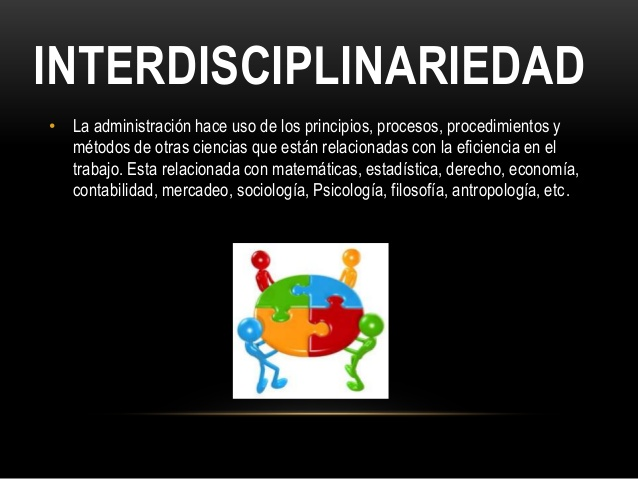 INTERDISCIPLINARIEDAD
• La administración hace uso de los principios, procesos, procedimientos y
métodos de otras ciencias que están relacionadas con la eficiencia en el
trabajo. Esta relacionada con matemáticas, estadística, derecho, economía,
contabilidad, mercadeo, sociología, Psicología, filosofía, antropología, etc.